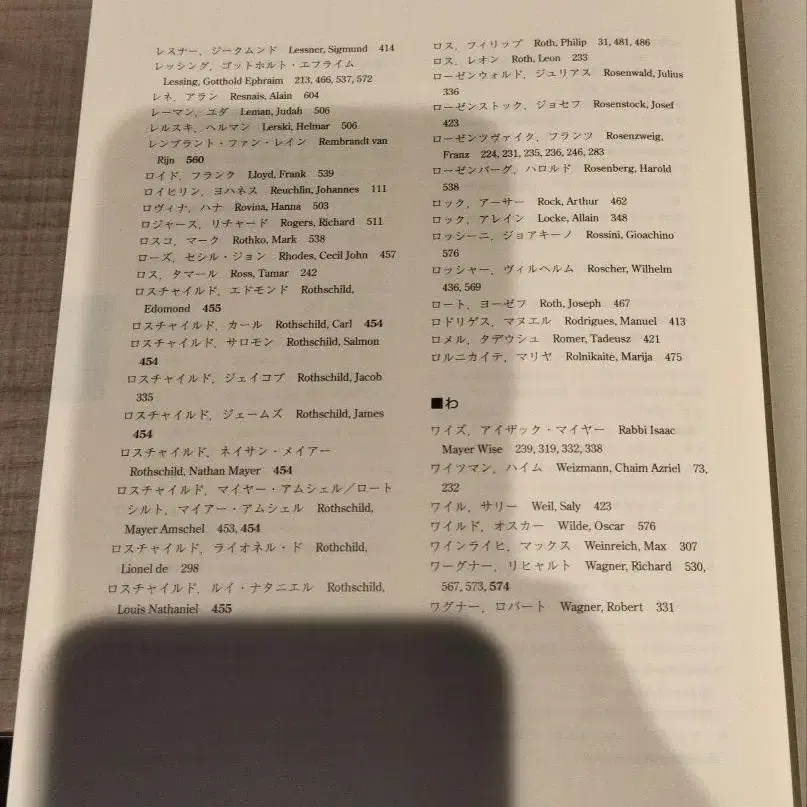 レスナー，ジークムンド　Lessner, Sigmund　414
レッシング，ゴットホルト・エフライム
Lessing, Gotthold Ephraim　213, 466, 537, 572
レネ，アラン　Resnais, Alain　604
レーマン，ユダ　Leman, Judah　506
レルスキ，ヘルマン　Lerski, Helmar　506
レンブラント・ファン・レイン　Rembrandt van
Rijn　560
ロイド，フランク　Lloyd, Frank　539
ロイヒリン，ヨハネス　Reuchlin, Johannes　111
ロヴィナ，ハナ　Rovina, Hanna　503
ロジャース，リチャード　Rogers, Richard　511
ロスコ，マーク　Rothko, Mark　538
ローズ，セシル・ジョン　Rhodes, Cecil John　457
ロス，タマール　Ross, Tamar　242
ロスチャイルド，エドモンド　Rothschild,
Edomond　455
ロスチャイルド，カール　Rothschild, Carl　454
ロスチャイルド，サロモン　Rothschild, Salmon
454
ロスチャイルド，ジェイコブ　Rothschild, Jacob
335
ロスチャイルド，ジェームズ　Rothschild, James
454
ロスチャイルド，ネイサン・メイアー
Rothschild, Nathan Mayer　454
ロスチャイルド，マイヤー・アムシェル／ロート
シルト，マイアー・アムシェル　Rothschild,
Mayer Amschel　453, 454
ロスチャイルド，ライオネル・ド　Rothchild,
Lionel de　298
ロスチャイルド，ルイ・ナタニエル　Rothschild,
Louis Nathaniel　455
ロス，フィリップ　Roth, Philip　31, 481, 486
ロス，レオン　Roth, Leon　233
ローゼンウォルド，ジュリアス　Rosenwald, Julius
336
ローゼンストック，ジョセフ　Rosenstock, Josef
423
ローゼンツヴァイク，フランツ　Rosenzweig,
Franz　224, 231, 235, 236, 246, 283
ローゼンバーグ，ハロルド　Rosenberg, Harold
538
ロック，アーサー　Rock, Arthur　462
ロック，アレイン　Locke, Allain　348
ロッシーニ，ジョアキーノ　Rossini, Gioachino
576
ロッシャー，ヴィルヘルム　Roscher, Wilhelm
436, 569
ロート，ヨーゼフ　Roth, Joseph　467
ロドリゲス，マヌエル　Rodrigues, Manuel　413
ロメル，タデウシュ　Romer, Tadeusz　421
ロルニカイテ，マリヤ　Rolnikaitė, Marija　475
■わ
ワイズ，アイザック・マイヤー　Rabbi Isaac
Mayer Wise　239, 319, 332, 338
ワイツマン，ハイム　Weizmann, Chaim Azriel　73,
232
ワイル，サリー　Weil, Saly　423
ワイルド，オスカー　Wilde, Oscar　576
ワインライヒ，マックス　Weinreich, Max　307
ワーグナー，リヒャルト　Wagner, Richard　530,
567, 573, 574
ワグナー，ロバート　Wagner, Robert　331